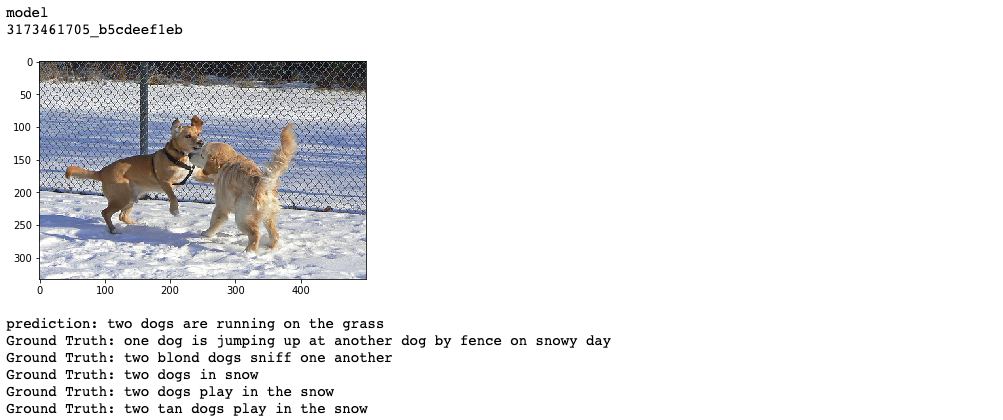 model
3173461705_b5cdeef1eb
0
50
100
150
200
250
300
0 100 200 300 400
prediction: two dogs are running on the grass
Ground Truth: one dog is jumping up at another dog by fence on snowy day
Ground Truth: two blond dogs sniff one another
Ground Truth: two dogs in snow
Ground Truth: two dogs play in the snow
Ground Truth: two tan dogs play in the snow